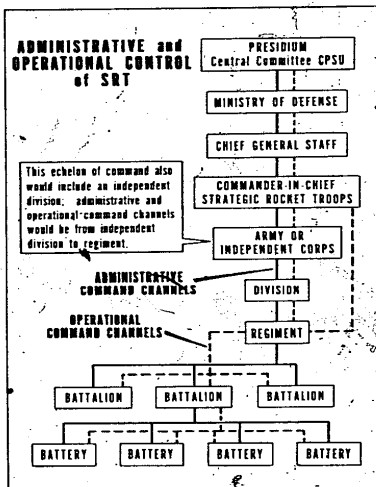 ADMINISTRATIVE and
OPERATIONAL CONTROL
of SRT
PRESIDIUM
Central Committee CPSU
MINISTRY OF DEFENSE
CHIEF GENERAL STAFF
This echelon of command also
would include an independent
division; administrative and
operational command channels
would be from independent
division to regiment.
COMMANDER-IN-CHIEF
STRATEGIC ROCKET TROOPS
ARMY OR
INDEPENDENT CORPS
ADMINISTRATIVE
COMMAND CHANNELS
DIVISION
OPERATIONAL
COMMAND CHANNELS
REGIMENT
BATTALION BATTALION BATTALION
BATTERY BATTERY BATTERY BATTERY